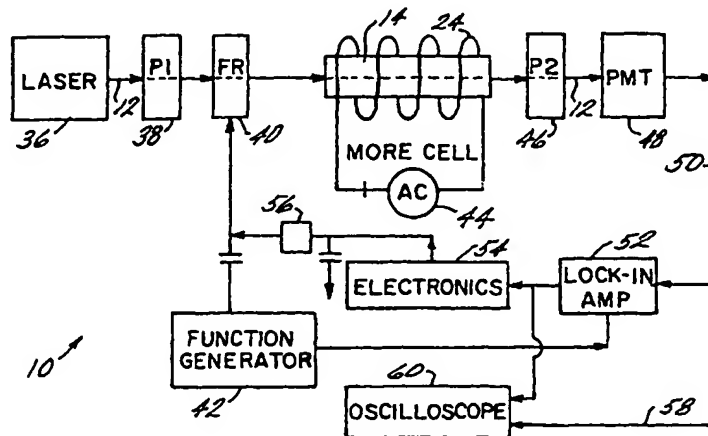 14
24
LASER
P1
FR
P2
PMT
12
12
36
38
40
46
48
MORE CELL
50
AC
44
56
54
52
ELECTRONICS
LOCK-IN
AMP
FUNCTION
GENERATOR
10
42
60
58
OSCILLOSCOPE